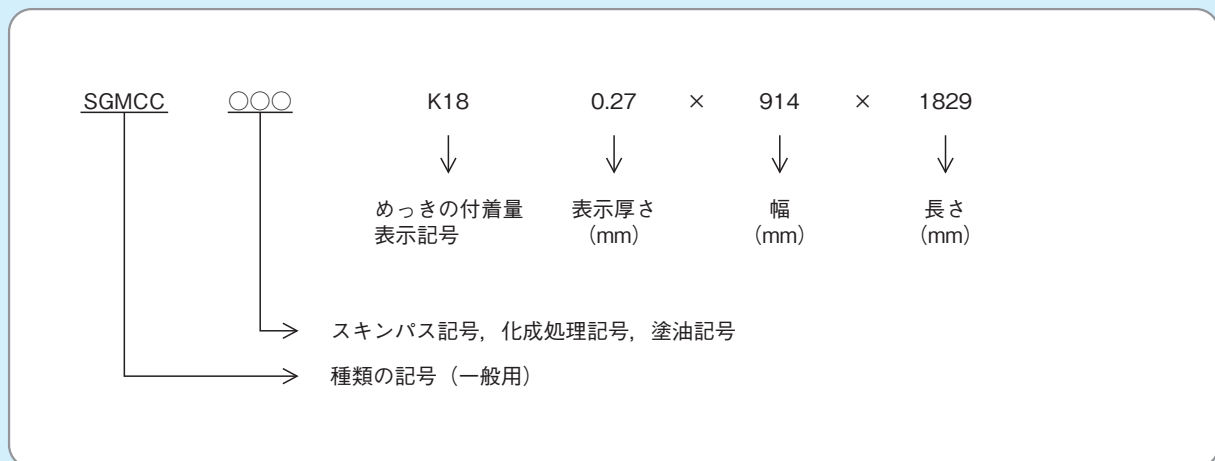 SGMCC ○○○ K18 0.27 × 914 × 1829
めっきの付着量 表示厚さ 幅 長さ
表示記号 （mm） （mm） （mm）
スキンパス記号，化成処理記号，塗油記号
種類の記号（一般用）